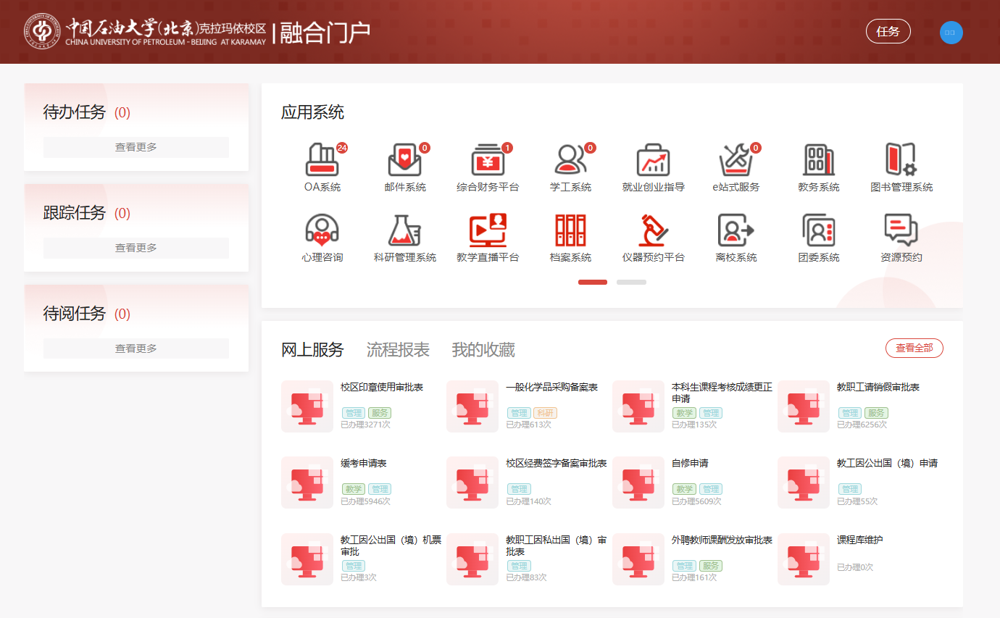 中国石油大学(北京)克拉玛依校区
CHINA UNIVERSITY OF PETROLEUM - BEIJING AT KARAMAY
融合门户
任务
待办任务 (0)
查看更多
跟踪任务 (0)
查看更多
待阅任务 (0)
查看更多
应用系统
24 0 1 0 0
OA系统 邮件系统 综合财务平台 学工系统 就业创业指导 e站式服务 教务系统 图书管理系统
心理咨询 科研管理系统 教学直播平台 档案系统 仪器预约平台 离校系统 团委系统 资源预约
网上服务 流程报表 我的收藏 查看全部
校区印章使用审批表
管理 服务
已办理3271次
一般化学品采购备案表
管理 科研
已办理613次
本科生课程考核成绩更正
申请
教学 管理
已办理135次
教职工请销假审批表
管理 服务
已办理6256次
缓考申请表
教学 管理
已办理5946次
校区经费签字备案审批表
管理
已办理140次
自修申请
教学 管理
已办理5609次
教工因公出国（境）申请
管理
已办理55次
教工因公出国（境）机票
审批
管理
已办理3次
教职工因私出国（境）审
批表
管理
已办理83次
外聘教师课酬发放审批表
管理 服务
已办理161次
课程库维护
已办理0次